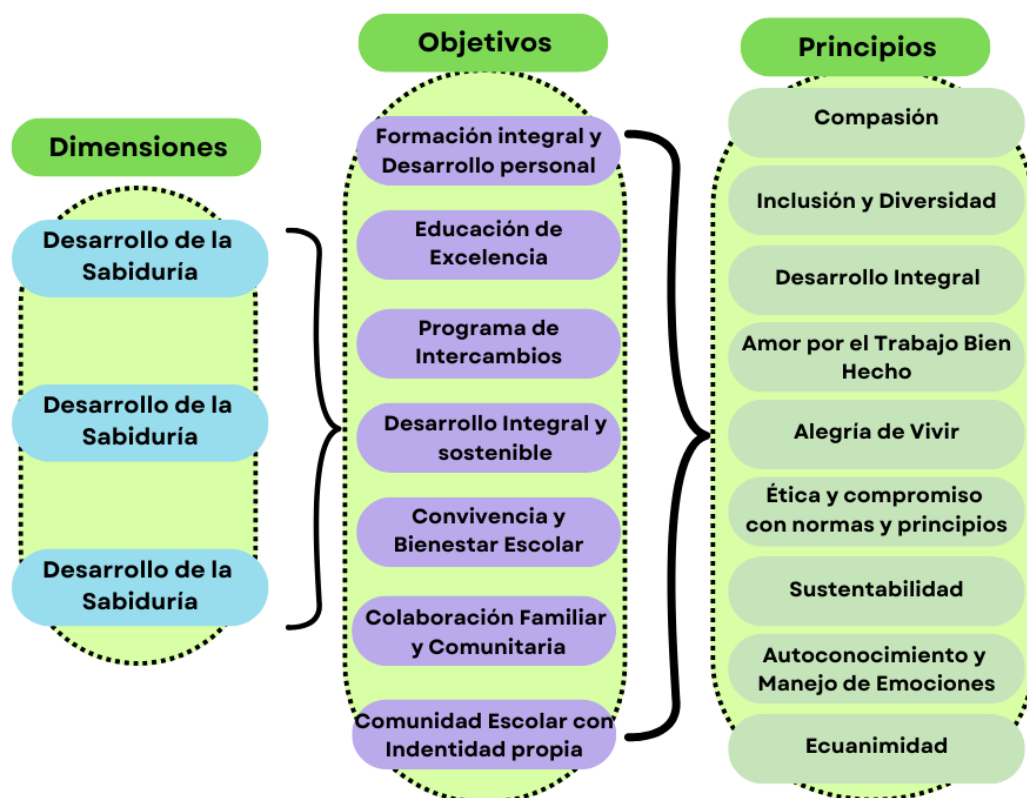 Dimensiones
Desarrollo de la
Sabiduría
Desarrollo de la
Sabiduría
Desarrollo de la
Sabiduría
Objetivos
Formación integral y
Desarrollo personal
Educación de
Excelencia
Programa de
Intercambios
Desarrollo Integral y
sostenible
Convivencia y
Bienestar Escolar
Colaboración Familiar
y Comunitaria
Comunidad Escolar con
Indentidad propia
Principios
Compasión
Inclusión y Diversidad
Desarrollo Integral
Amor por el Trabajo Bien
Hecho
Alegría de Vivir
Ética y compromiso
con normas y principios
Sustentabilidad
Autoconocimiento y
Manejo de Emociones
Ecuanimidad